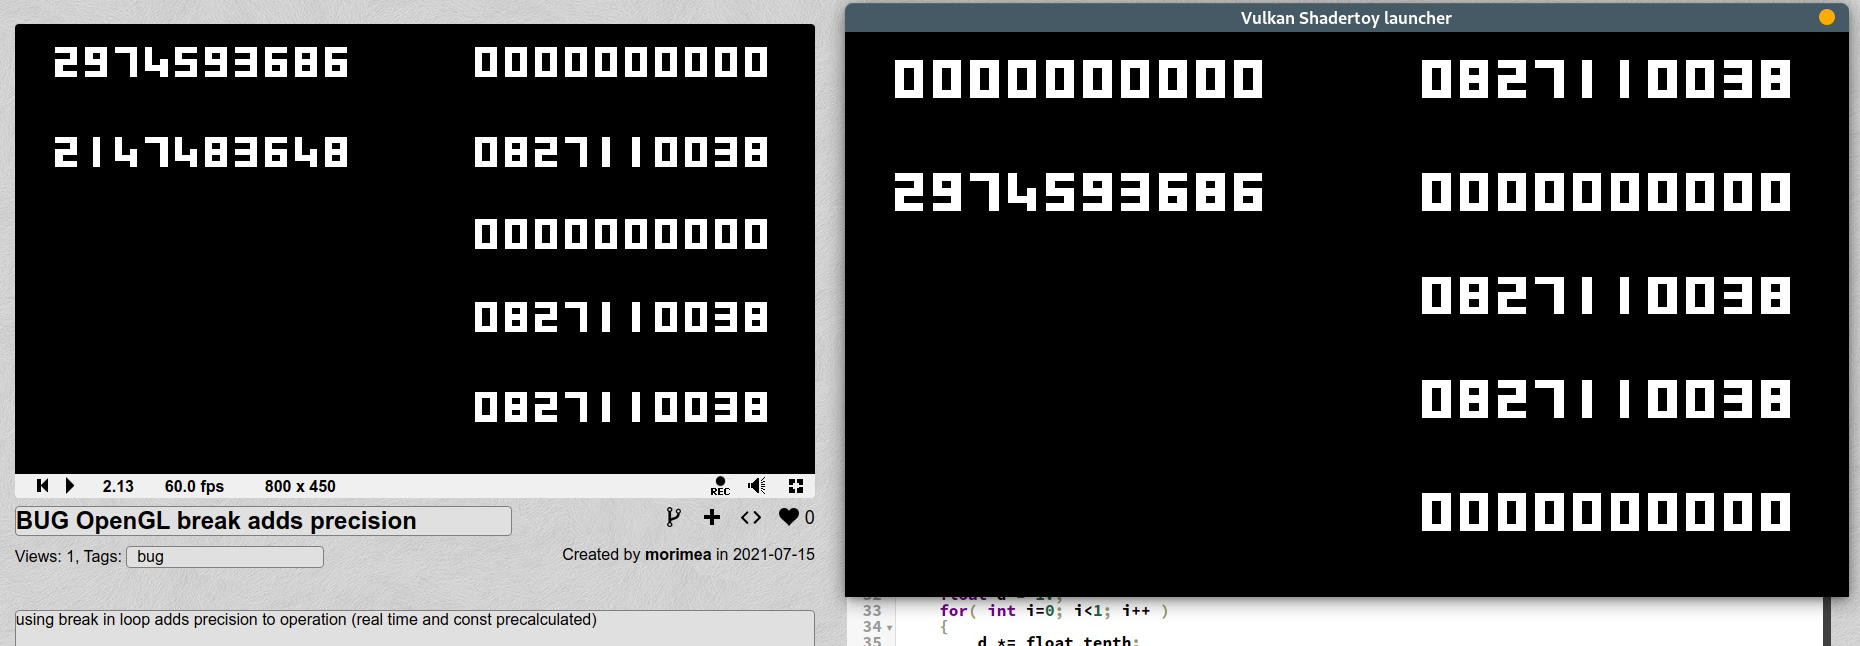 2974593686 0000000000
2147483648 0827110038
0000000000
0827110038
0827110038
2.13 60.0 fps 800 x 450 REC
BUG OpenGL break adds precision 0
Views: 1, Tags: bug Created by morimea in 2021-07-15
using break in loop adds precision to operation (real time and const precalculated)
Vulkan Shadertoy launcher
0000000000 0827110038
2974593686 0000000000
0827110038
0827110038
0000000000
33 for( int i=0; i<1; i++ )
34 {
35 d *= float_tenth;